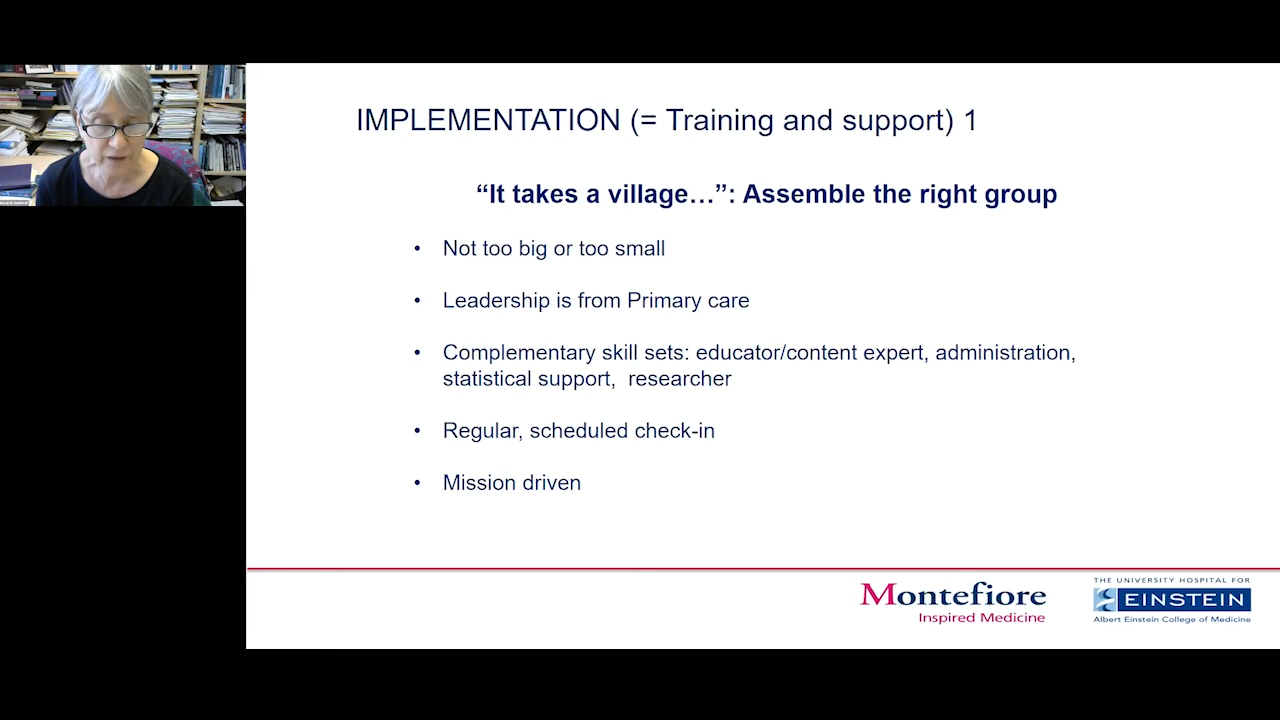 IMPLEMENTATION (= Training and support) 1
“It takes a village…”: Assemble the right group
• Not too big or too small
• Leadership is from Primary care
• Complementary skill sets: educator/content expert, administration,
statistical support,  researcher
• Regular, scheduled check-in
• Mission driven
Montefiore
Inspired Medicine
THE UNIVERSITY HOSPITAL FOR
EINSTEIN
Albert Einstein College of Medicine